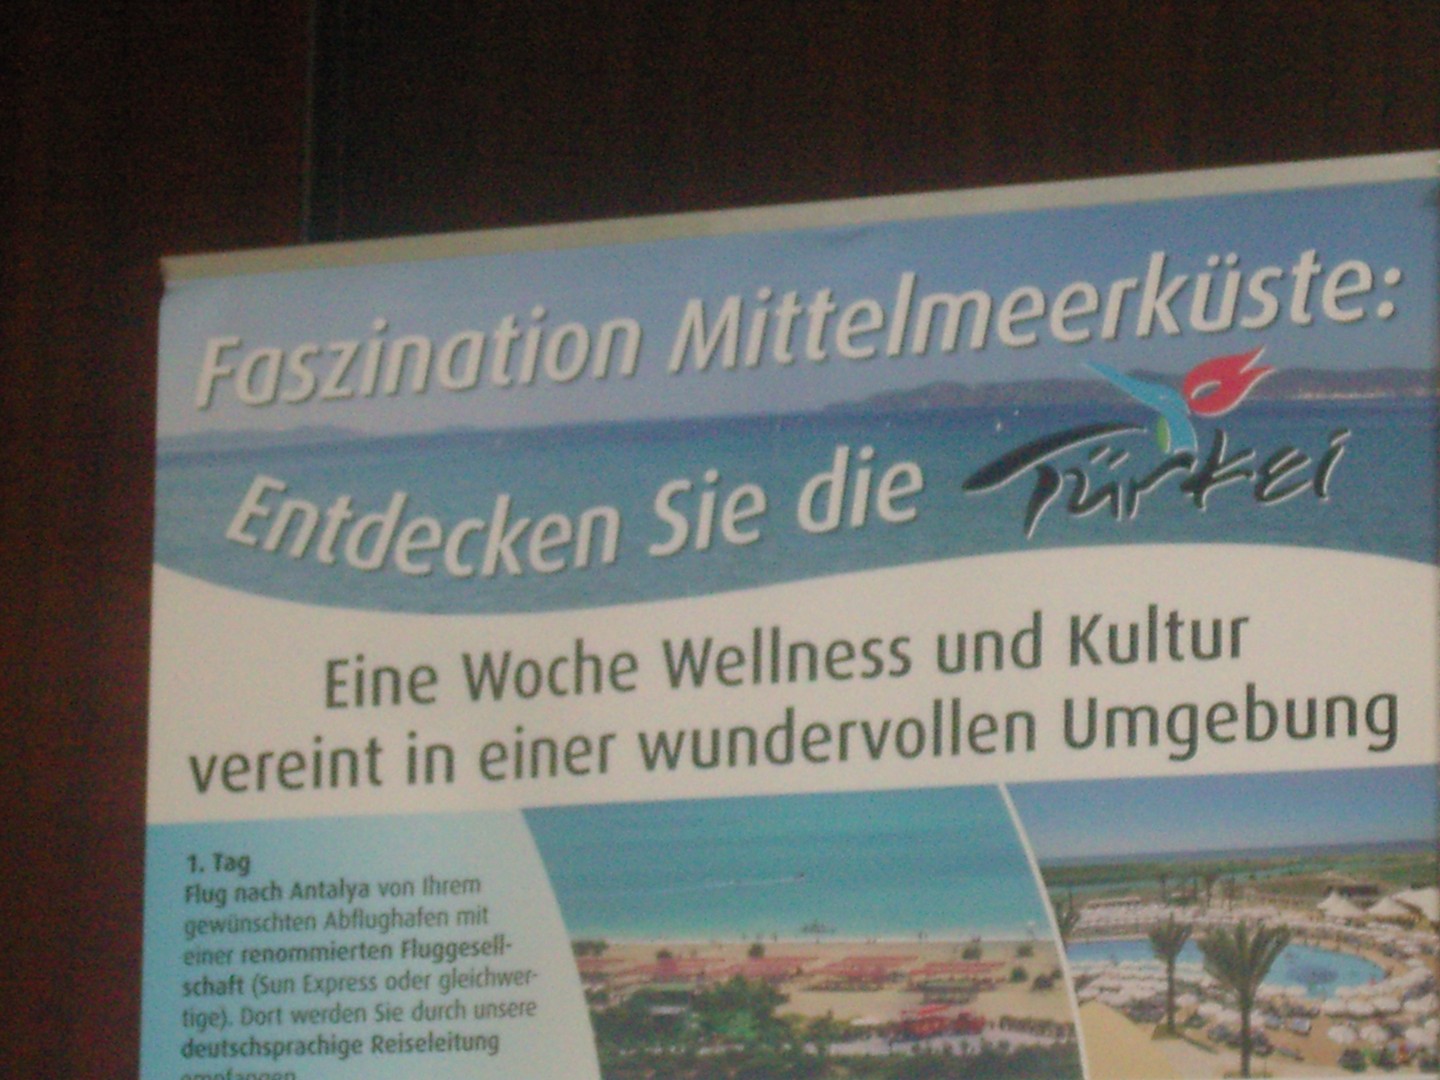 Faszination Mittelmeerküste:
Entdecken Sie die Türkei
Eine Woche Wellness und Kultur
vereint in einer wundervollen Umgebung
1. Tag
Flug nach Antalya von Ihrem
gewünschten Abflughafen mit
einer renommierten Fluggesell-
schaft (Sun Express oder gleichwer-
tige). Dort werden Sie durch unsere
deutschsprachige Reiseleitung
empfangen